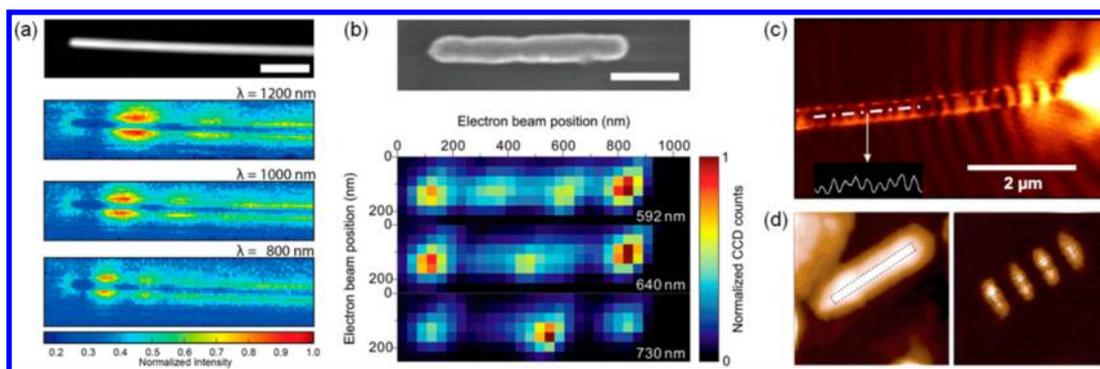 (a)
λ = 1200 nm
λ = 1000 nm
λ = 800 nm
0.2 0.3 0.4 0.5 0.6 0.7 0.8 0.9 1.0
Normalized Intensity
(b)
Electron beam position (nm)
0 200 400 600 800 1000
0
200
0
200
0
200
Electron beam position (nm)
592 nm
640 nm
730 nm
1
0
Normalized CCD counts
(c)
2 μm
(d)